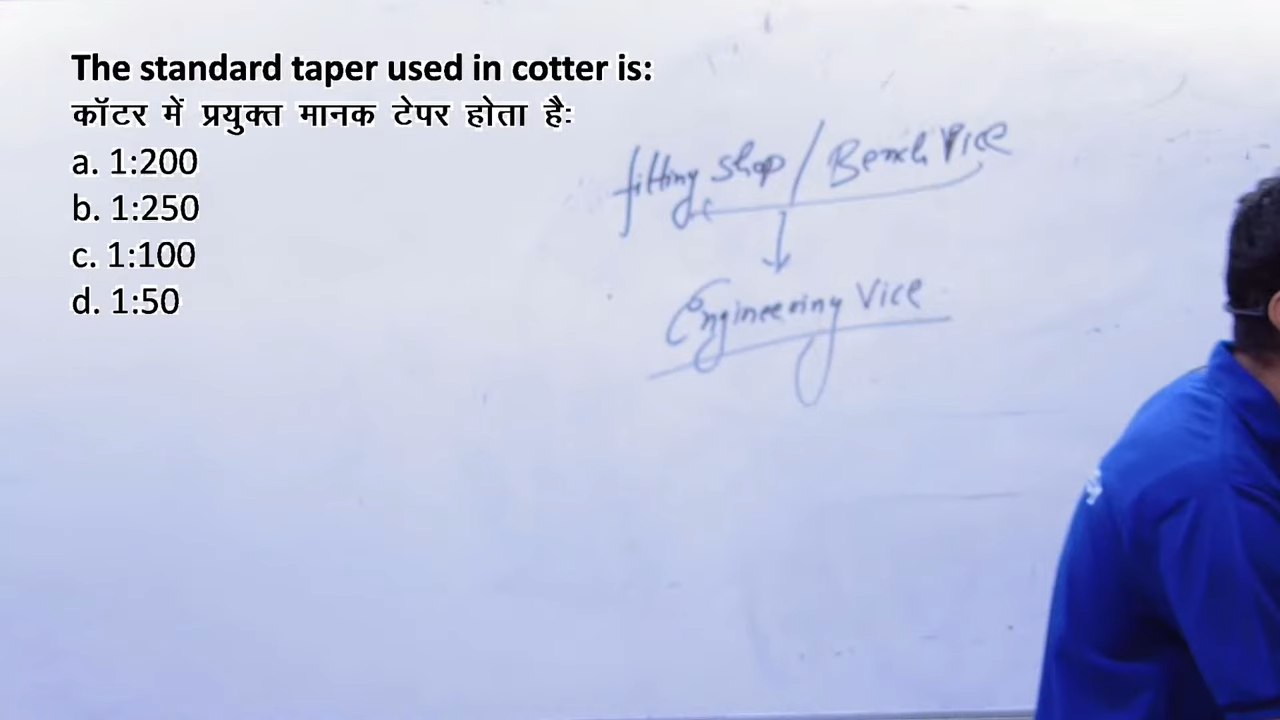 The standard taper used in cotter is:
कॉटर में प्रयुक्त मानक टेपर होता हैः
a. 1:200
b. 1:250
c. 1:100
d. 1:50
fitting shop / Bench Vice
Engineering Vice